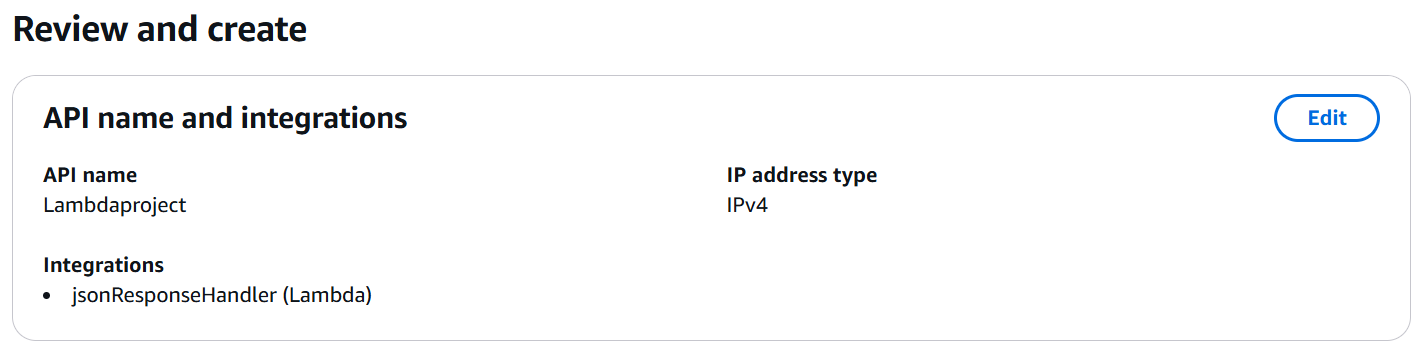 Review and create
API name and integrations
Edit
API name
IP address type
Lambdaproject
IPv4
Integrations
• jsonResponseHandler (Lambda)